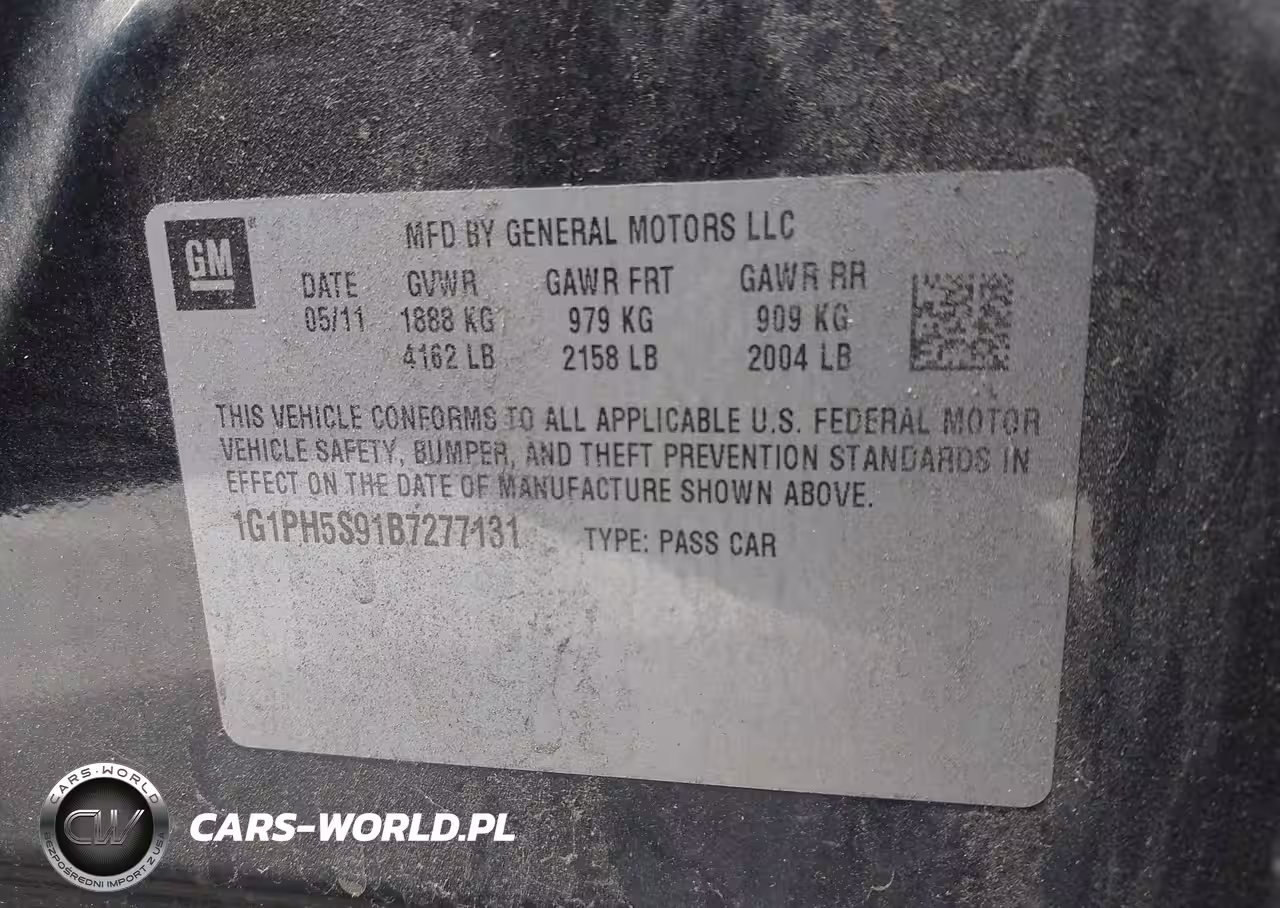 GM ®
MFD BY GENERAL MOTORS LLC
DATE GVWR GAWR FRT GAWR RR
05/11 1888 KG 979 KG 909 KG
4162 LB 2158 LB 2004 LB
THIS VEHICLE CONFORMS TO ALL APPLICABLE U.S. FEDERAL MOTOR
VEHICLE SAFETY, BUMPER, AND THEFT PREVENTION STANDARDS IN
EFFECT ON THE DATE OF MANUFACTURE SHOWN ABOVE.
1G1PH5S91B7277131 TYPE: PASS CAR
CARS-WORLD
CW
BEZPOŚREDNI IMPORT Z USA
CARS-WORLD.PL